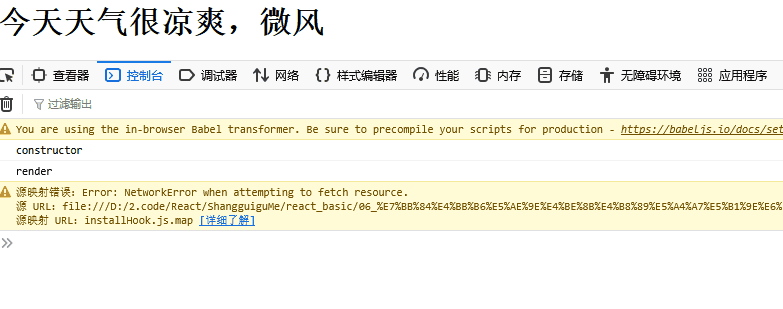 今天天气很凉爽，微风
查看器 控制台 调试器 网络 样式编辑器 性能 内存 存储 无障碍环境 应用程序
过滤输出
You are using the in-browser Babel transformer. Be sure to precompile your scripts for production - https://babeljs.io/docs/set
constructor
render
源映射错误：Error: NetworkError when attempting to fetch resource.
源 URL: file:///D:/2.code/React/ShangguiguMe/react_basic/06_%E7%BB%84%E4%BB%B6%E5%AE%9E%E4%BE%8B%E4%B8%89%E5%A4%A7%E5%B1%9E%E6%
源映射 URL: installHook.js.map [详细了解]